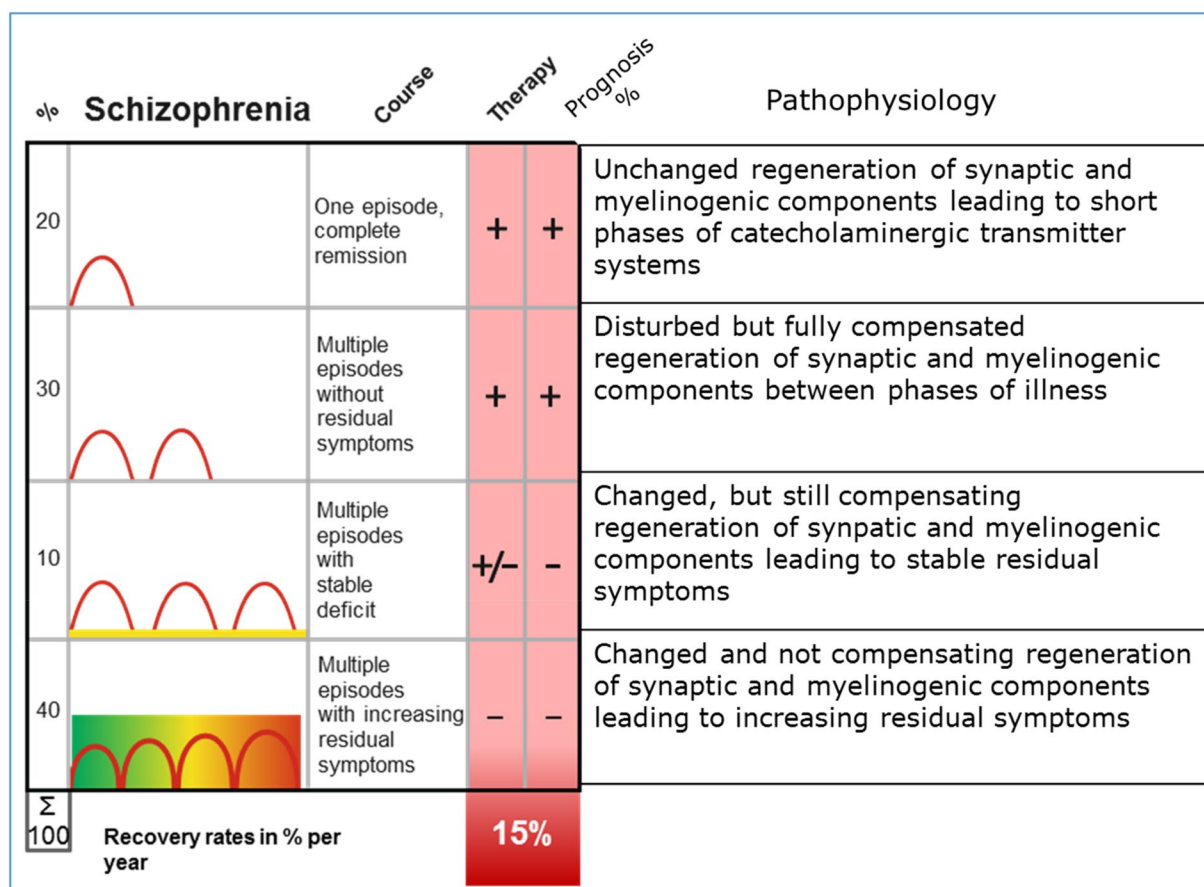 %
Schizophrenia
Course
Therapy
Prognosis
%
Pathophysiology
20
One episode,
complete
remission
+
+
Unchanged regeneration of synaptic and
myelinogenic components leading to short
phases of catecholaminergic transmitter
systems
30
Multiple
episodes
without
residual
symptoms
+
+
Disturbed but fully compensated
regeneration of synaptic and myelinogenic
components between phases of illness
10
Multiple
episodes
with
stable
deficit
+/−
−
Changed, but still compensating
regeneration of synpatic and myelinogenic
components leading to stable residual
symptoms
40
Multiple
episodes
with increasing
residual
symptoms
−
−
Changed and not compensating regeneration
of synaptic and myelinogenic components
leading to increasing residual symptoms
Σ
100
Recovery rates in % per
year
15%